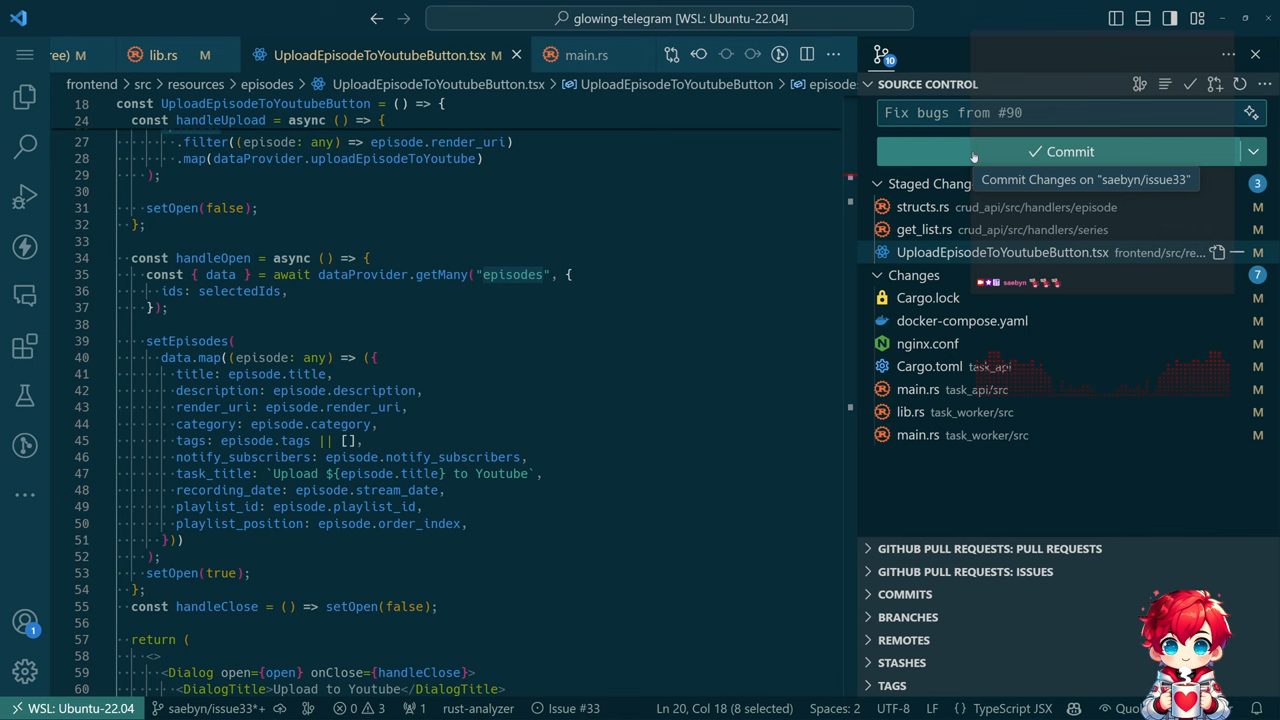 glowing-telegram [WSL: Ubuntu-22.04]
ree) M
lib.rs M
UploadEpisodeToYoutubeButton.tsx M
main.rs
10
frontend > src > resources > episodes > UploadEpisodeToYoutubeButton.tsx > UploadEpisodeToYoutubeButton > episode
SOURCE CONTROL
18 const UploadEpisodeToYoutubeButton = () => {
24 const handleUpload = async () => {
27 .filter((episode: any) => episode.render_uri)
28 .map(dataProvider.uploadEpisodeToYoutube)
29 );
30
31 setOpen(false);
32 };
33
34 const handleOpen = async () => {
35 const { data } = await dataProvider.getMany("episodes", {
36 ids: selectedIds,
37 });
38
39 setEpisodes(
40 data.map((episode: any) => ({
41 title: episode.title,
42 description: episode.description,
43 render_uri: episode.render_uri,
44 category: episode.category,
45 tags: episode.tags || [],
46 notify_subscribers: episode.notify_subscribers,
47 task_title: `Upload ${episode.title} to Youtube`,
48 recording_date: episode.stream_date,
49 playlist_id: episode.playlist_id,
50 playlist_position: episode.order_index,
51 }))
52 );
53 setOpen(true);
54 };
55 const handleClose = () => setOpen(false);
56
57 return (
58 <>
59 <Dialog open={open} onClose={handleClose}>
60 <DialogTitle>Upload to Youtube</DialogTitle>
Fix bugs from #90
Commit
Commit Changes on "saebyn/issue33"
Staged Chang 3
structs.rs crud_api/src/handlers/episode M
get_list.rs crud_api/src/handlers/series M
UploadEpisodeToYoutubeButton.tsx frontend/src/re... M
Changes 7
saebyn
Cargo.lock M
docker-compose.yaml M
nginx.conf M
Cargo.toml task_api M
main.rs task_api/src M
lib.rs task_worker/src M
main.rs task_worker/src M
GITHUB PULL REQUESTS: PULL REQUESTS
GITHUB PULL REQUESTS: ISSUES
COMMITS
BRANCHES
REMOTES
STASHES
TAGS
1
WSL: Ubuntu-22.04 saebyn/issue33*+ 0 3 1 rust-analyzer Issue #33 Ln 20, Col 18 (8 selected) Spaces: 2 UTF-8 LF TypeScript JSX Quo